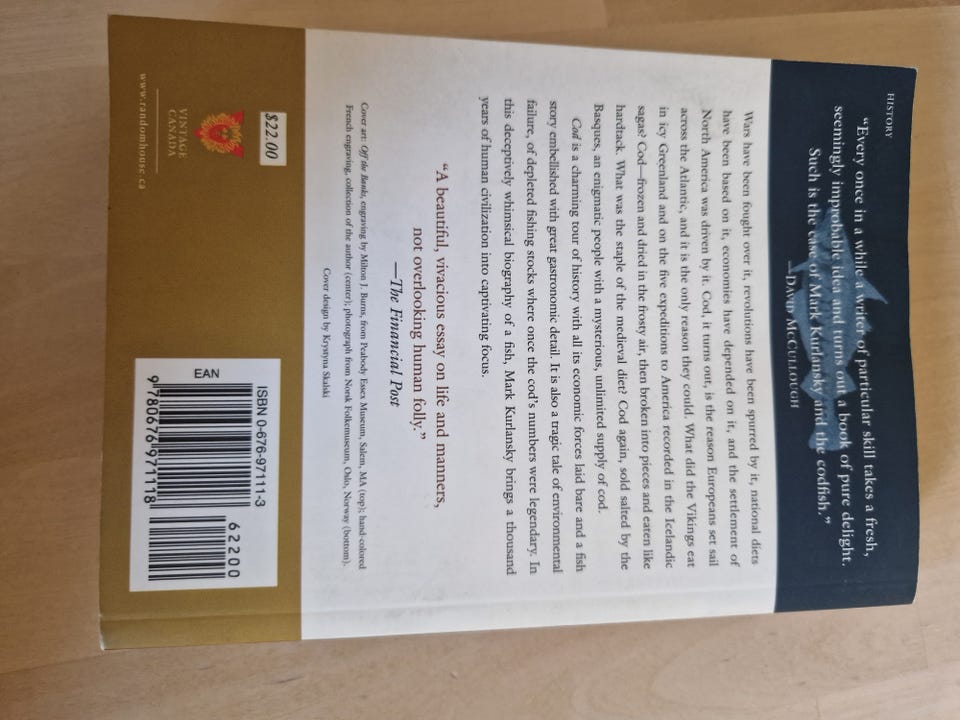 HISTORY
“Every once in a while a writer of particular skill takes a fresh,
seemingly improbable idea and turns out a book of pure delight.
Such is the case of Mark Kurlansky and the codfish.”
—DAVID MCCULLOUGH
Wars have been fought over it, revolutions have been spurred by it, national diets
have been based on it, economies have depended on it, and the settlement of
North America was driven by it. Cod, it turns out, is the reason Europeans set sail
across the Atlantic, and it is the only reason they could. What did the Vikings eat
in icy Greenland and on the five expeditions to America recorded in the Icelandic
sagas? Cod—frozen and dried in the frosty air, then broken into pieces and eaten like
hardtack. What was the staple of the medieval diet? Cod again, sold salted by the
Basques, an enigmatic people with a mysterious, unlimited supply of cod.
Cod is a charming tour of history with all its economic forces laid bare and a fish
story embellished with great gastronomic detail. It is also a tragic tale of environmental
failure, of depleted fishing stocks where once the cod’s numbers were legendary. In
this deceptively whimsical biography of a fish, Mark Kurlansky brings a thousand
years of human civilization into captivating focus.
“A beautiful, vivacious essay on life and manners,
not overlooking human folly.”
—The Financial Post
Cover art: Off the Banks, engraving by Milton J. Burns, from Peabody Essex Museum, Salem, MA (top); hand-colored
French engraving, collection of the author (center); photograph from Norsk Folkemuseum, Oslo, Norway (bottom).
Cover design by Krystyna Skalski
$22.00
VINTAGE
CANADA
www.randomhouse.ca
ISBN 0-676-97111-3
EAN
62200
9780676971118